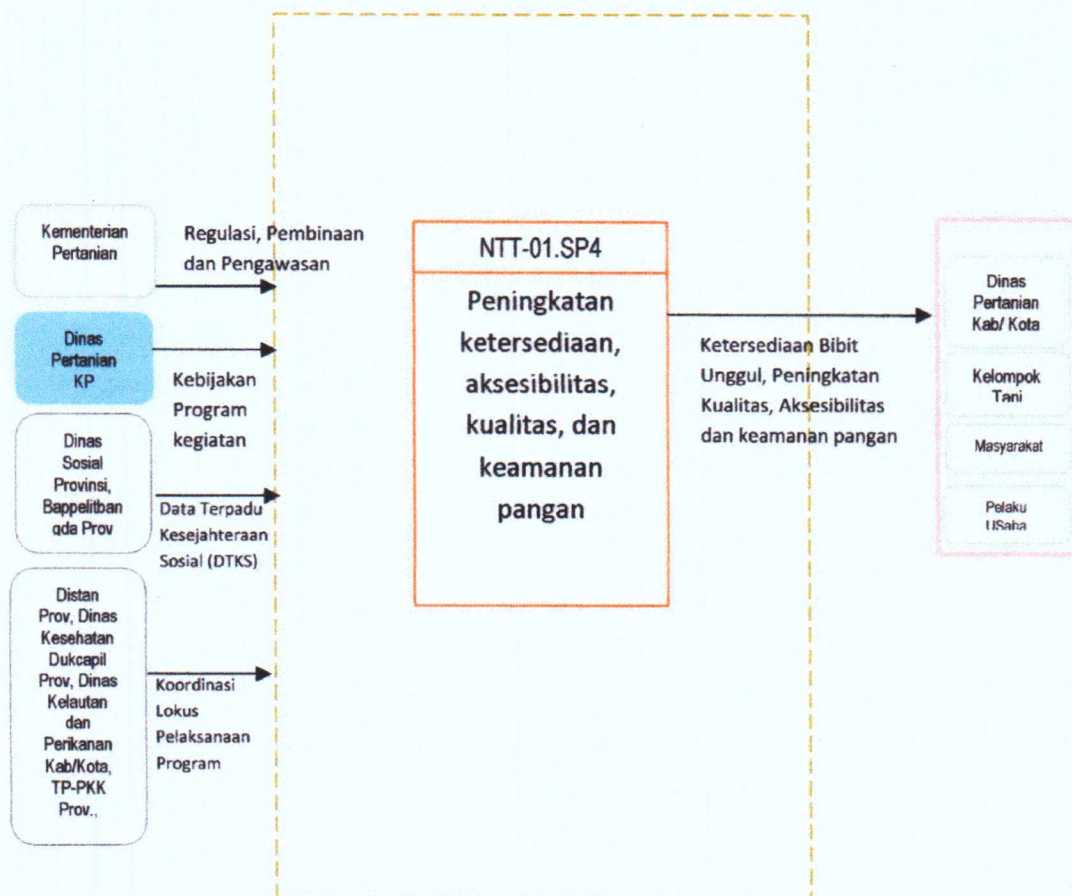 Kementerian
Pertanian
Regulasi, Pembinaan
dan Pengawasan
Dinas
Pertanian
KP
Kebijakan
Program
kegiatan
Dinas
Sosial
Provinsi,
Bappelitban
gda Prov
Data Terpadu
Kesejahteraan
Sosial (DTKS)
Distan
Prov, Dinas
Kesehatan
Dukcapil
Prov, Dinas
Kelautan
dan
Perikanan
Kab/Kota,
TP-PKK
Prov.,
Koordinasi
Lokus
Pelaksanaan
Program
NTT-01.SP4
Peningkatan
ketersediaan,
aksesibilitas,
kualitas, dan
keamanan
pangan
Ketersediaan Bibit
Unggul, Peningkatan
Kualitas, Aksesibilitas
dan keamanan pangan
Dinas
Pertanian
Kab/ Kota
Kelompok
Tani
Masyarakat
Pelaku
USaha